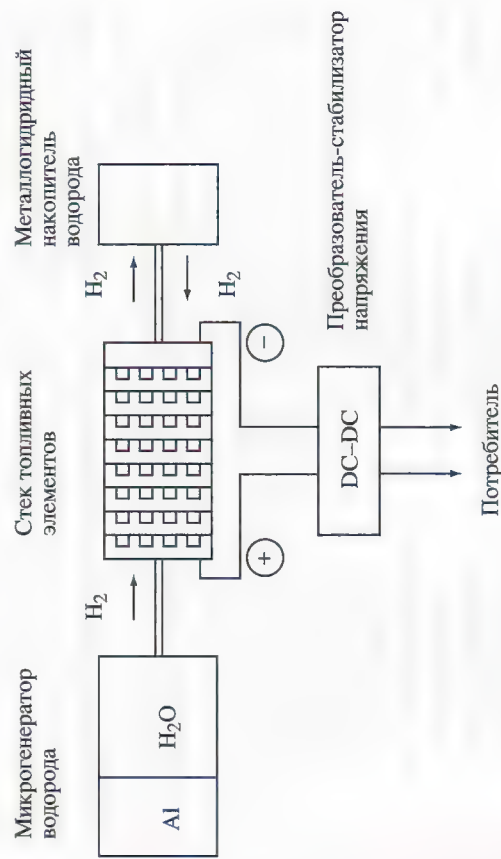 Микрогенератор
водорода
Al
H₂O
H₂
Стек топливных
элементов
H₂
H₂
Металлогидридный
накопитель
водорода
+
−
DC–DC
Преобразователь-стабилизатор
напряжения
Потребитель